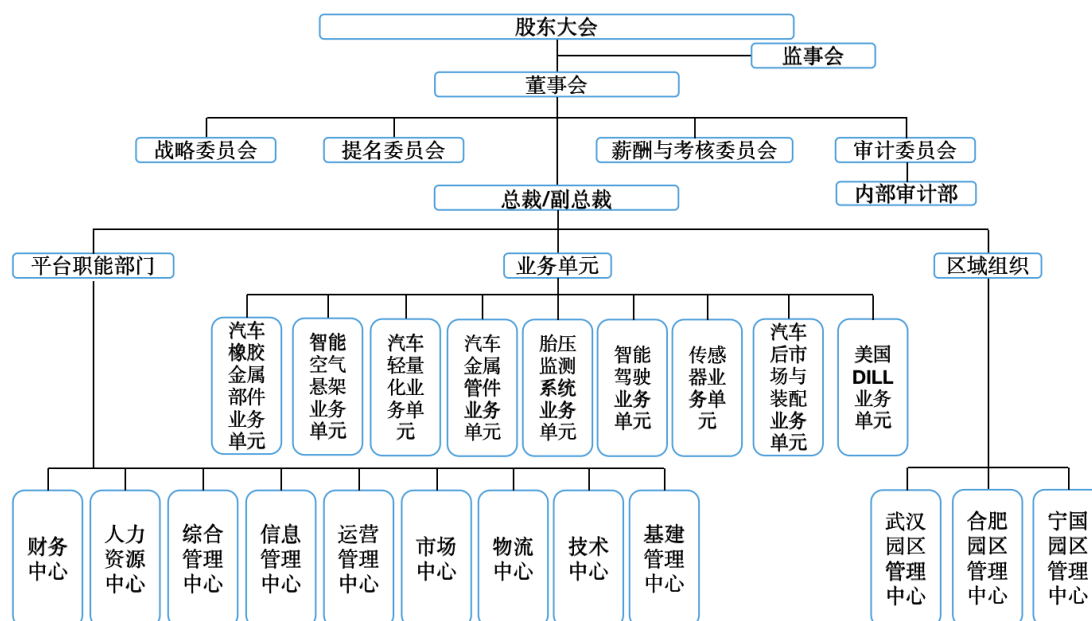 股东大会
监事会
董事会
战略委员会
提名委员会
薪酬与考核委员会
审计委员会
内部审计部
总裁/副总裁
平台职能部门
业务单元
区域组织
汽车
橡胶
金属
部件
业务
单元
智能
空气
悬架
业务
单元
汽车
轻量
化业
务单
元
汽车
金属
管件
业务
单元
胎压
监测
系统
业务
单元
智能
驾驶
业务
单元
传感
器业
务单
元
汽车
后市
场与
装配
业务
单元
美国
DILL
业务
单元
财务
中心
人力
资源
中心
综合
管理
中心
信息
管理
中心
运营
管理
中心
市场
中心
物流
中心
技术
中心
基建
管理
中心
武汉
园区
管理
中心
合肥
园区
管理
中心
宁国
园区
管理
中心